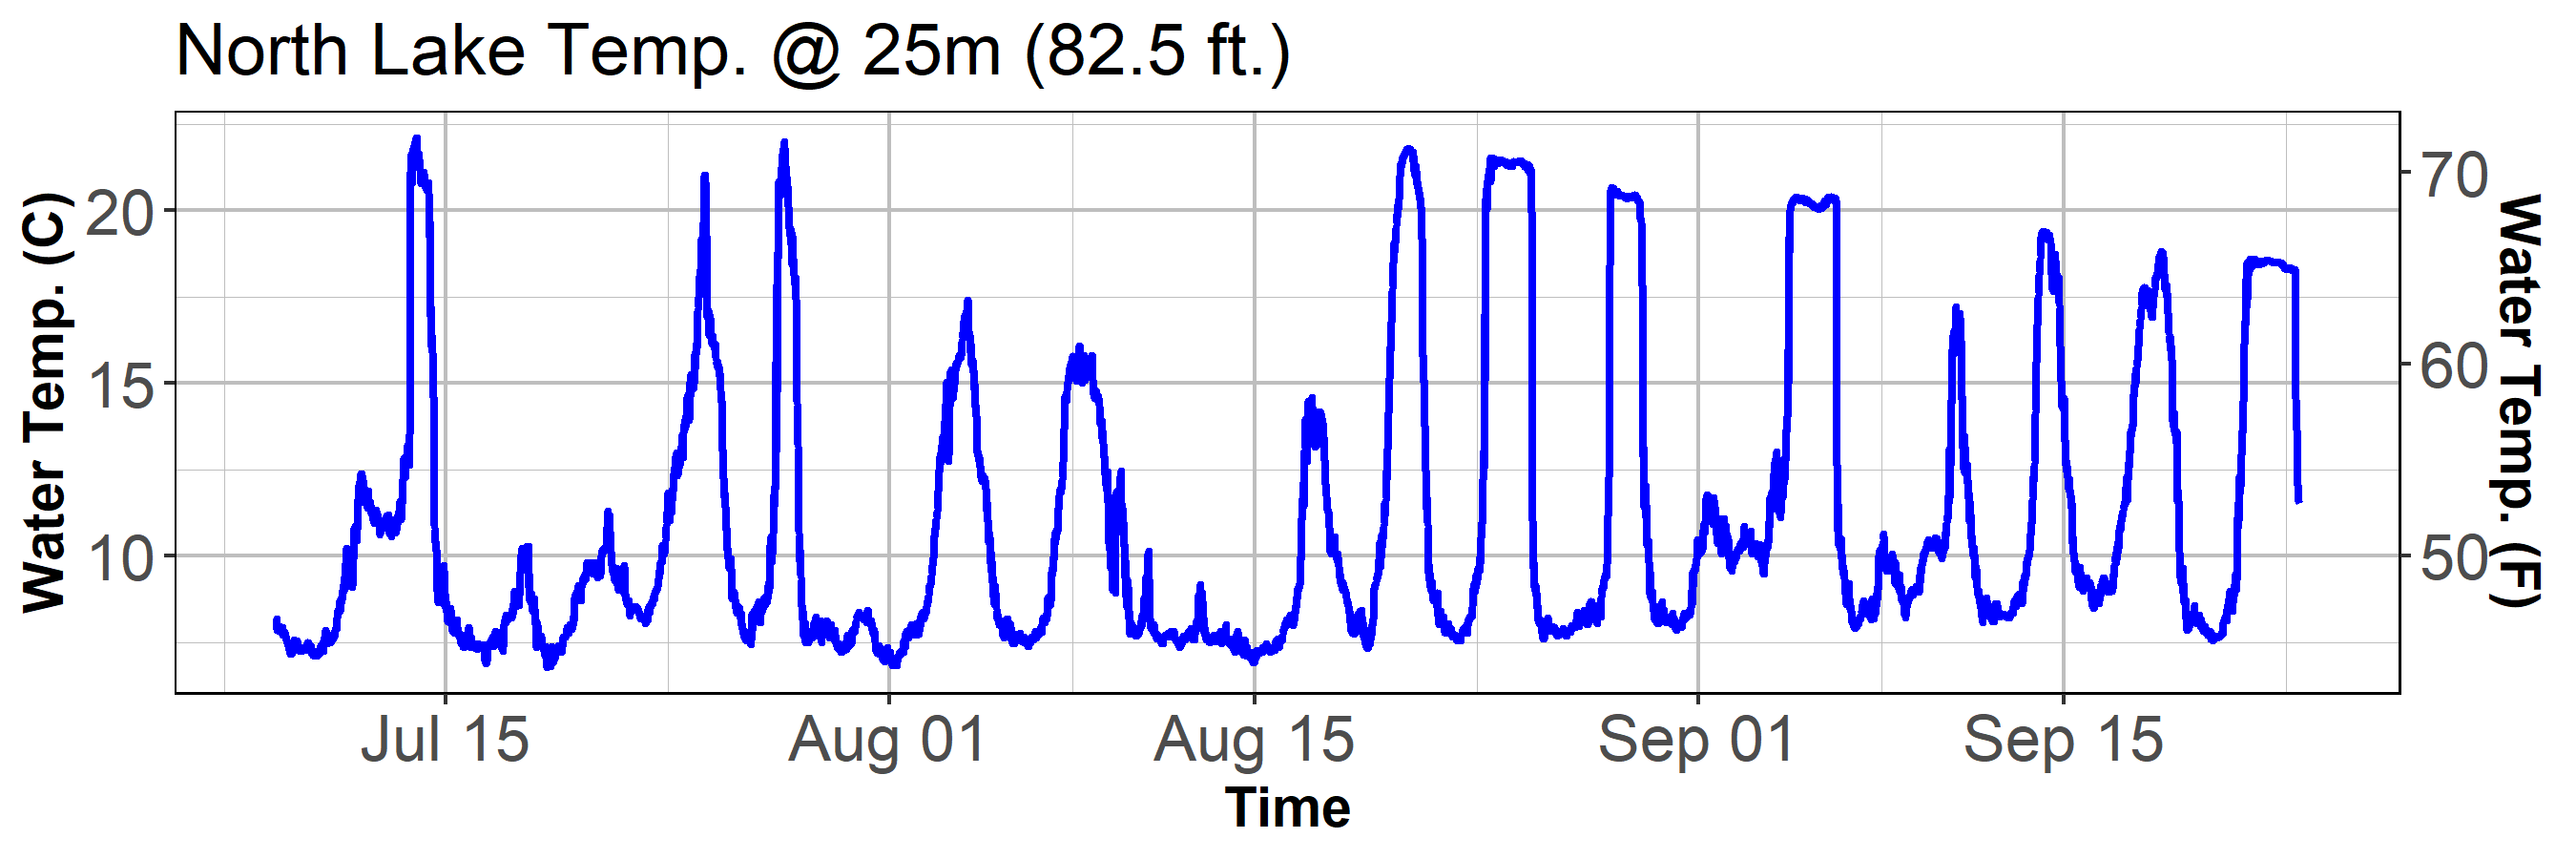 North Lake Temp. @ 25m (82.5 ft.)
Water Temp. (C)
20
15
10
70
60
50
Water Temp. (F)
Jul 15
Aug 01
Aug 15
Sep 01
Sep 15
Time